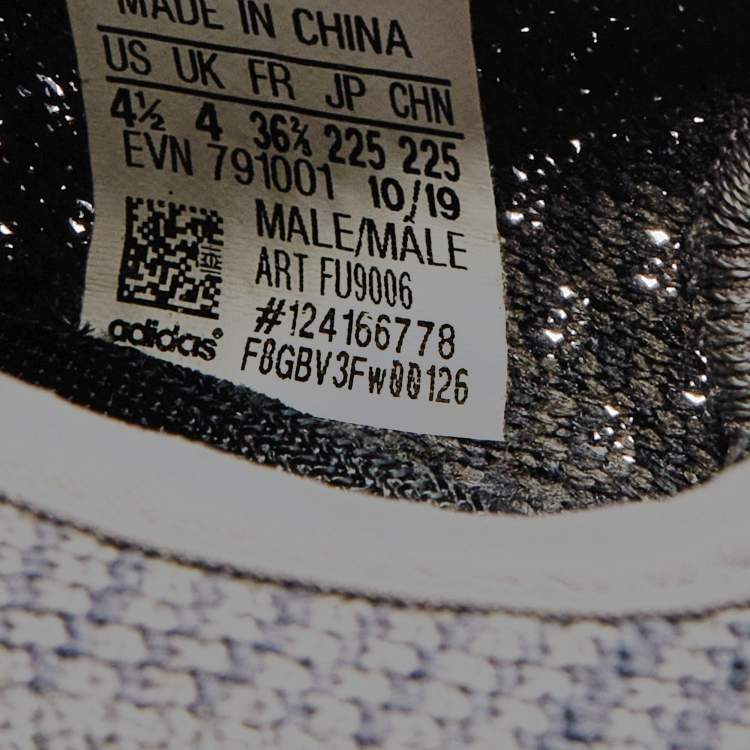 MADE IN CHINA
US UK FR JP CHN
4½ 4 36⅔ 225 225
EVN 791001 10/19
MALE/MÂLE
ART FU9006
#124166778
F8GBV3Fw00126
adidas®